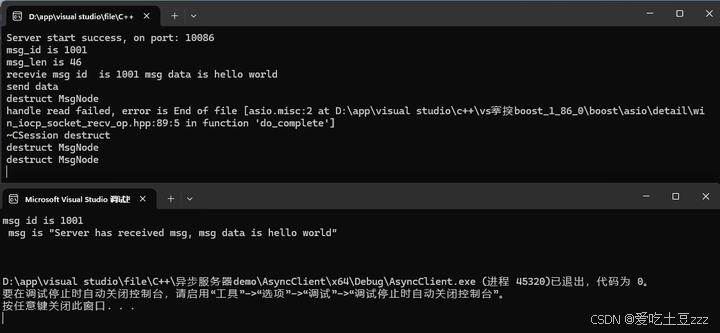 D:\app\visual studio\file\C++\
Server start success, on port: 10086
msg_id is 1001
msg_len is 46
recevie msg id  is 1001 msg data is hello world
send data
destruct MsgNode
handle read failed, error is End of file [asio.misc:2 at D:\app\visual studio\c++\vs搴揬boost_1_86_0\boost\asio\detail\wi
n_iocp_socket_recv_op.hpp:89:5 in function 'do_complete']
~CSession destruct
destruct MsgNode
destruct MsgNode
Microsoft Visual Studio 调试控
msg id is 1001
 msg is "Server has received msg, msg data is hello world"
D:\app\visual studio\file\C++\异步服务器demo\AsyncClient\x64\Debug\AsyncClient.exe (进程 45320)已退出，代码为 0。
要在调试停止时自动关闭控制台，请启用“工具”->“选项”->“调试”->“调试停止时自动关闭控制台”。
按任意键关闭此窗口. . .
CSDN @爱吃土豆zzz